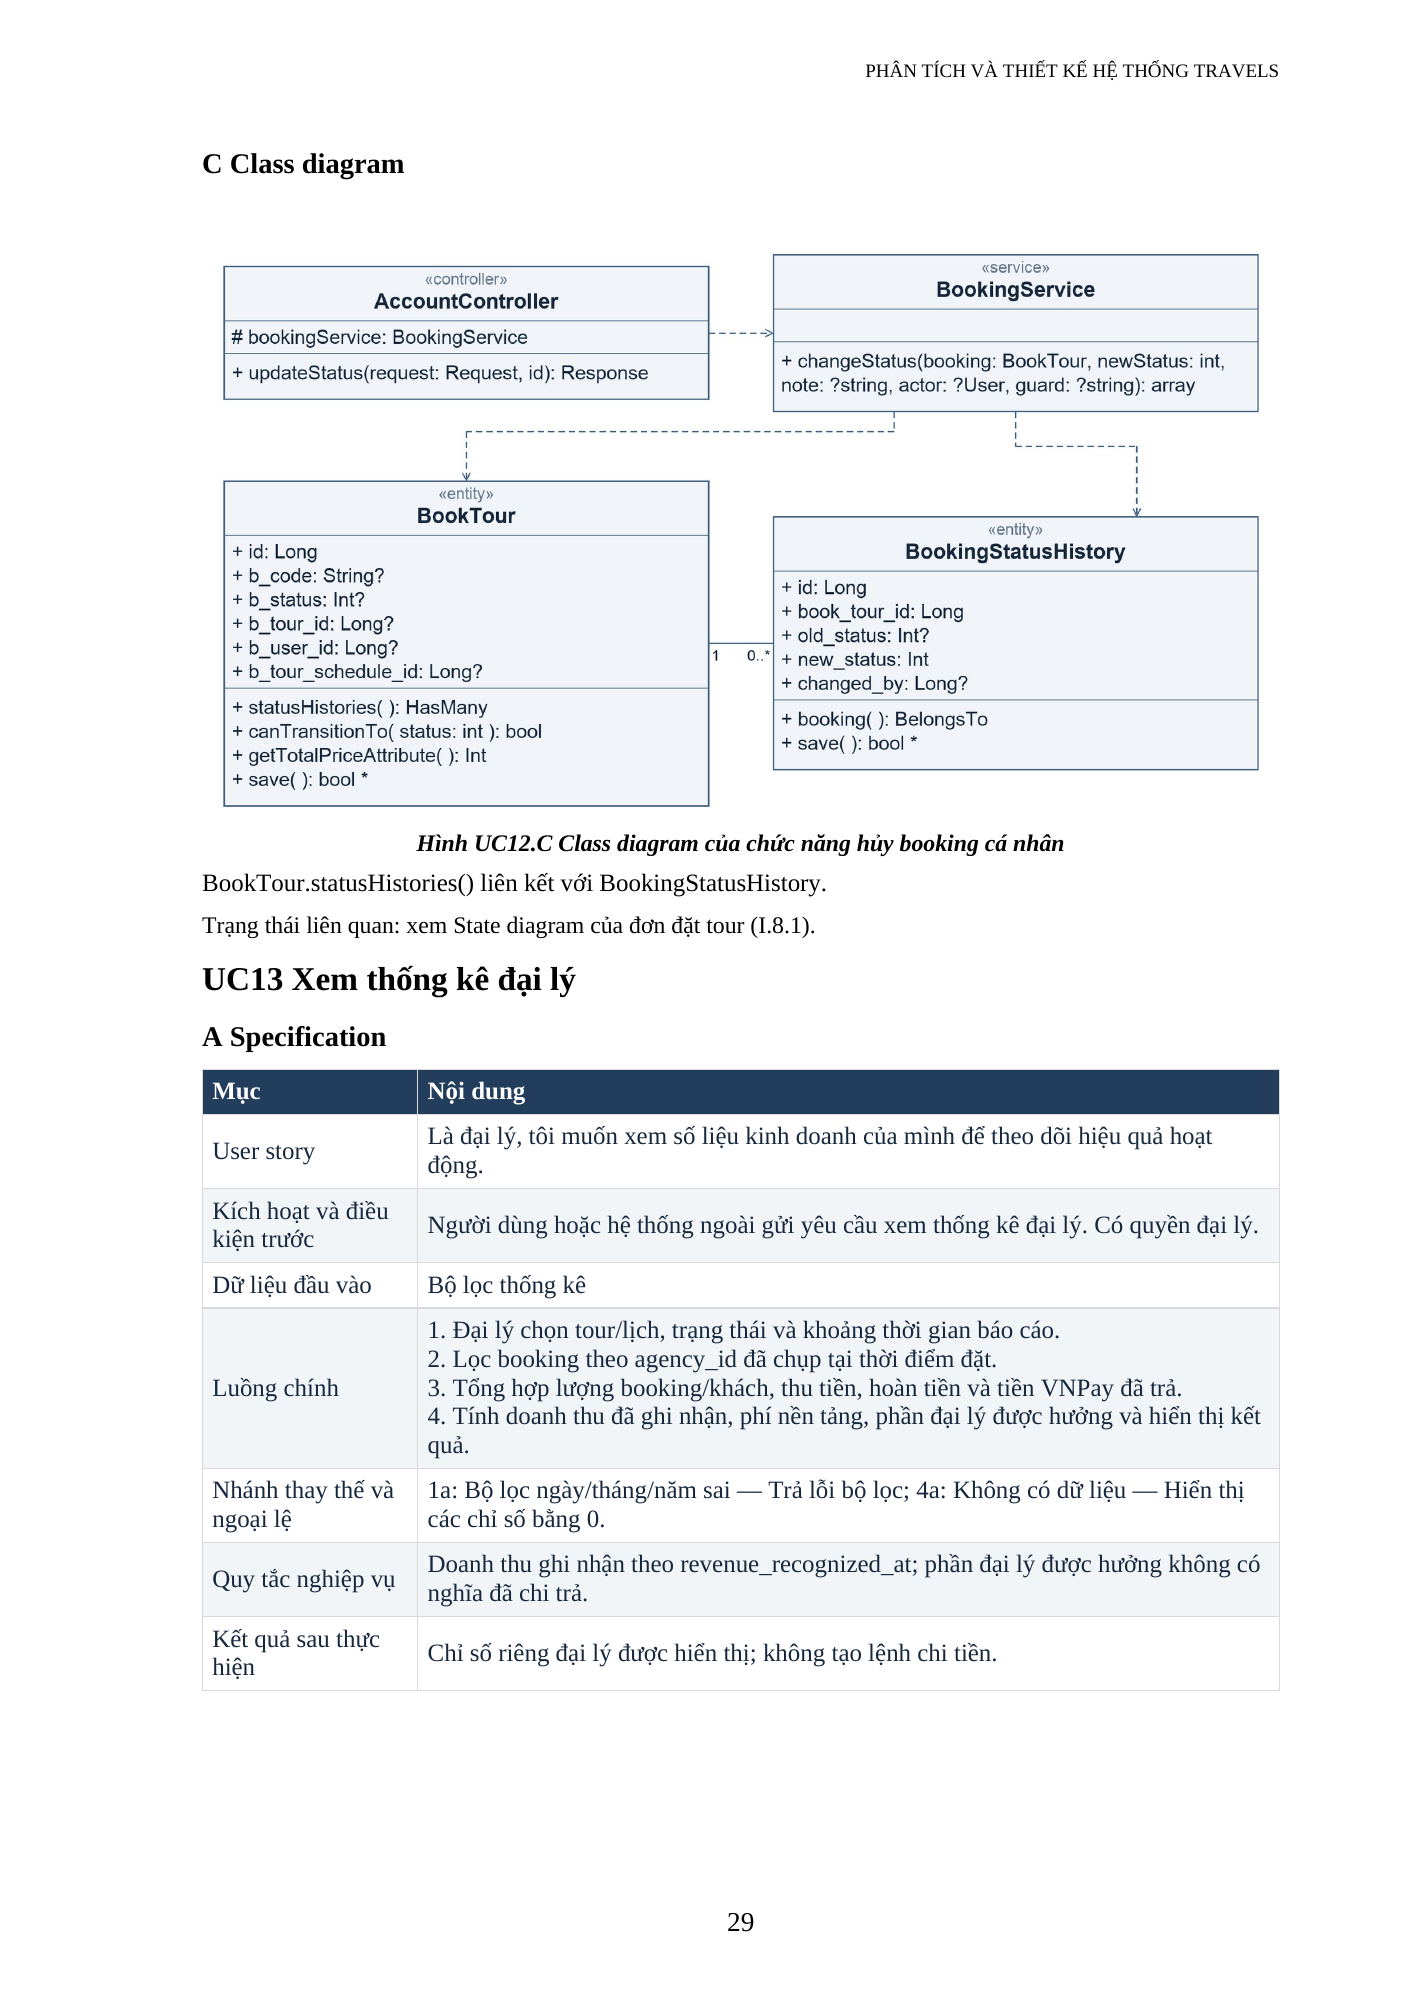 PHÂN TÍCH VÀ THIẾT KẾ HỆ THỐNG TRAVELS
C Class diagram
«controller»
AccountController
# bookingService: BookingService
+ updateStatus(request: Request, id): Response
«service»
BookingService
+ changeStatus(booking: BookTour, newStatus: int,
note: ?string, actor: ?User, guard: ?string): array
«entity»
BookTour
+ id: Long
+ b_code: String?
+ b_status: Int?
+ b_tour_id: Long?
+ b_user_id: Long?
+ b_tour_schedule_id: Long?
+ statusHistories( ): HasMany
+ canTransitionTo( status: int ): bool
+ getTotalPriceAttribute( ): Int
+ save( ): bool *
1 0..*
«entity»
BookingStatusHistory
+ id: Long
+ book_tour_id: Long
+ old_status: Int?
+ new_status: Int
+ changed_by: Long?
+ booking( ): BelongsTo
+ save( ): bool *
Hình UC12.C Class diagram của chức năng hủy booking cá nhân
BookTour.statusHistories() liên kết với BookingStatusHistory.
Trạng thái liên quan: xem State diagram của đơn đặt tour (I.8.1).
UC13 Xem thống kê đại lý
A Specification
Mục Nội dung
User story
Là đại lý, tôi muốn xem số liệu kinh doanh của mình để theo dõi hiệu quả hoạt
động.
Kích hoạt và điều
kiện trước
Người dùng hoặc hệ thống ngoài gửi yêu cầu xem thống kê đại lý. Có quyền đại lý.
Dữ liệu đầu vào Bộ lọc thống kê
Luồng chính
1. Đại lý chọn tour/lịch, trạng thái và khoảng thời gian báo cáo.
2. Lọc booking theo agency_id đã chụp tại thời điểm đặt.
3. Tổng hợp lượng booking/khách, thu tiền, hoàn tiền và tiền VNPay đã trả.
4. Tính doanh thu đã ghi nhận, phí nền tảng, phần đại lý được hưởng và hiển thị kết
quả.
Nhánh thay thế và
ngoại lệ
1a: Bộ lọc ngày/tháng/năm sai — Trả lỗi bộ lọc; 4a: Không có dữ liệu — Hiển thị
các chỉ số bằng 0.
Quy tắc nghiệp vụ
Doanh thu ghi nhận theo revenue_recognized_at; phần đại lý được hưởng không có
nghĩa đã chi trả.
Kết quả sau thực
hiện
Chỉ số riêng đại lý được hiển thị; không tạo lệnh chi tiền.
29